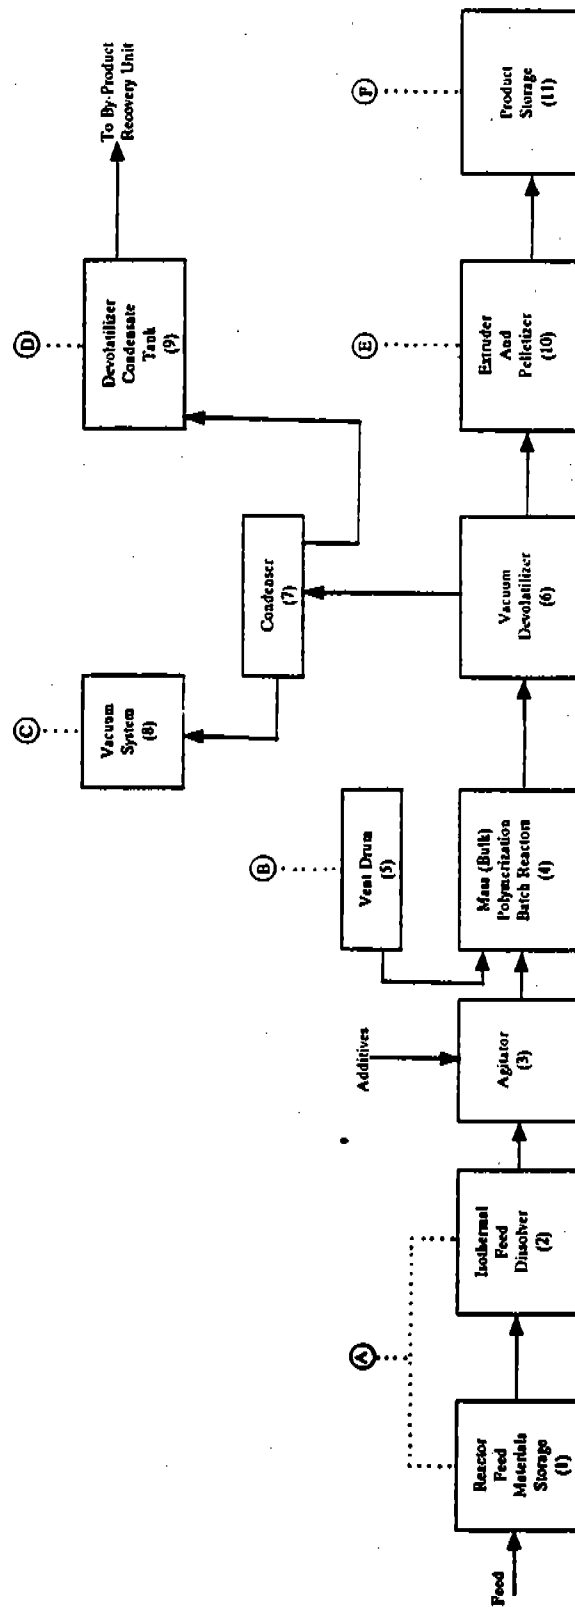 Feed
Reactor
Feed
Materials
Storage
(1)
A
Isothermal
Feed
Dissolver
(2)
Additives
Agitator
(3)
B
Vent Drum
(5)
Mass (Bulk)
Polymerization
Batch Reactors
(4)
C
Vacuum
System
(8)
Condenser
(7)
Vacuum
Devolatilizer
(6)
D
Devolatilizer
Condensate
Tank
(9)
To By-Product
Recovery Unit
E
Extruder
And
Pelletizer
(10)
F
Product
Storage
(11)